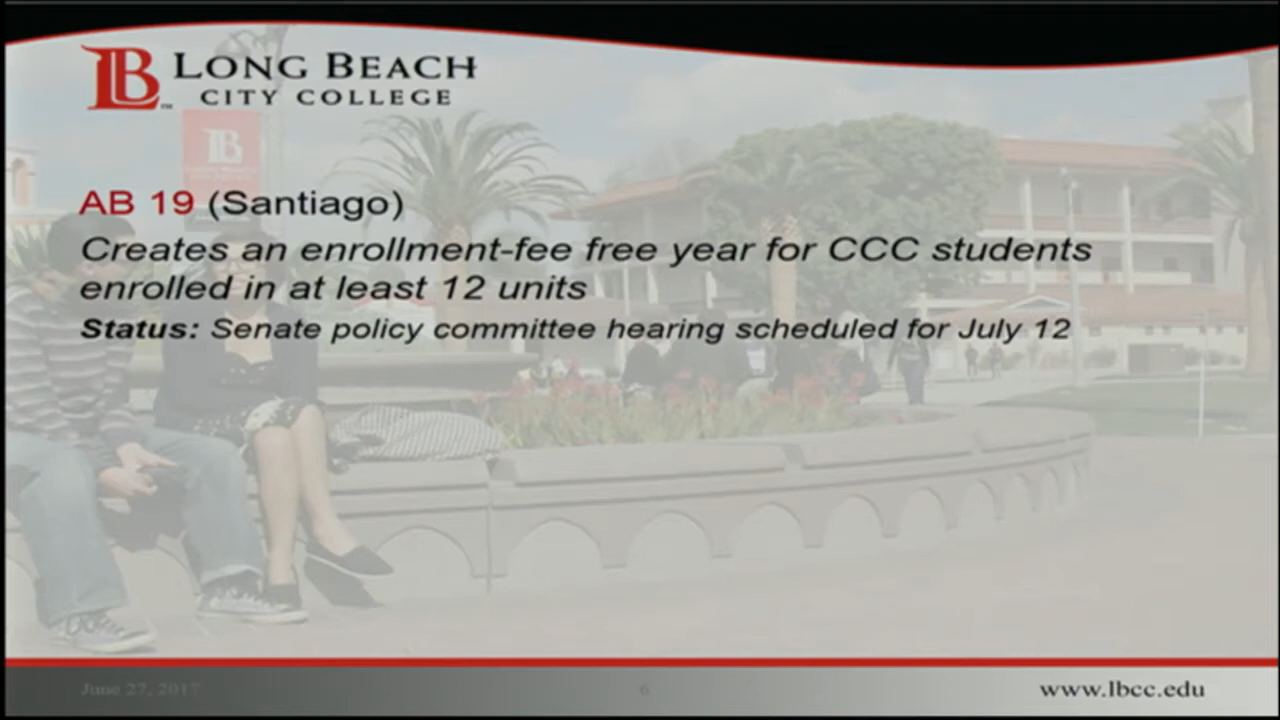 LB LONG BEACH
CITY COLLEGE
LB
AB 19 (Santiago)
Creates an enrollment-fee free year for CCC students
enrolled in at least 12 units
Status: Senate policy committee hearing scheduled for July 12
June 27, 2017
6
www.lbcc.edu